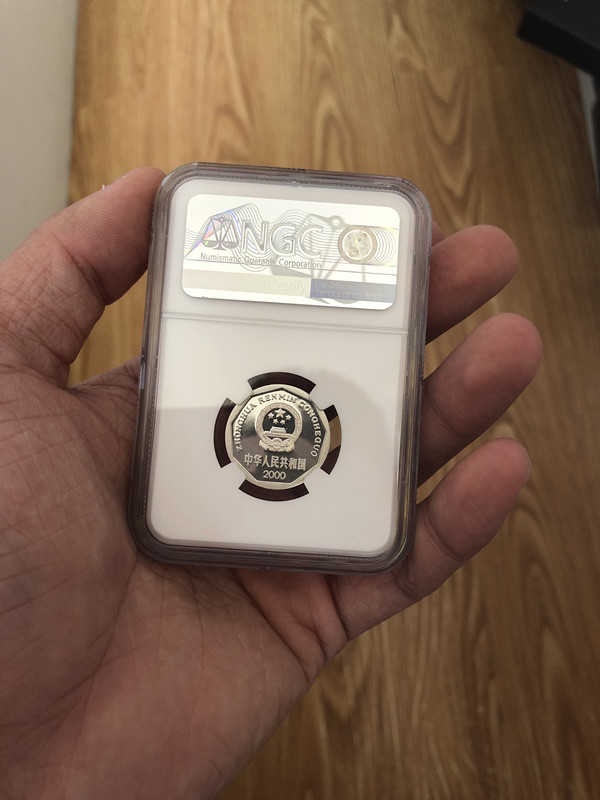 NGC
Numismatic Guaranty Corporation
ZHONGHUA RENMIN GONGHEGUO
中华人民共和国
2000